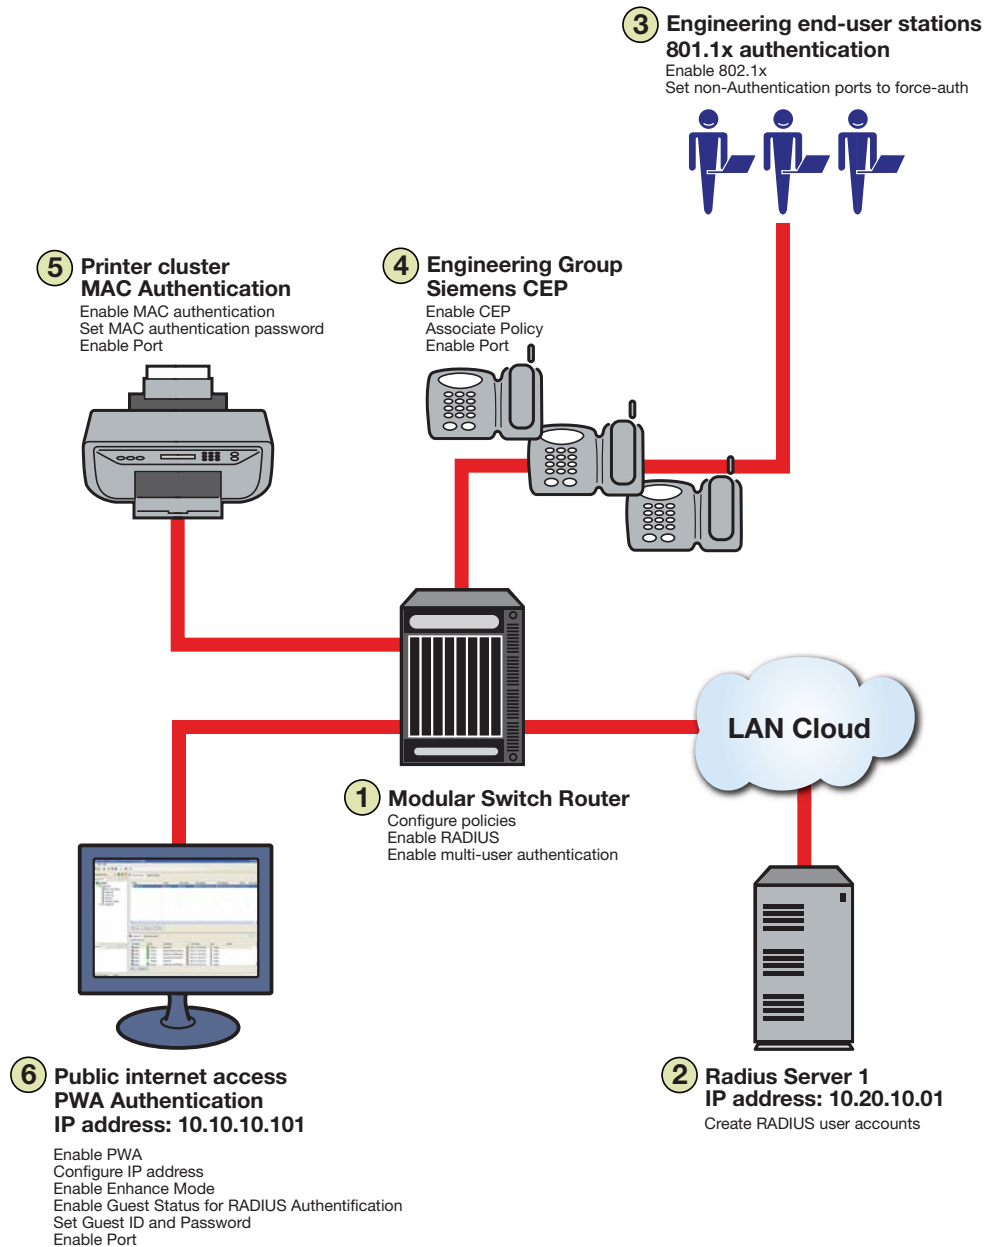 3 Engineering end-user stations
801.1x authentication
Enable 802.1x
Set non-Authentication ports to force-auth
5 Printer cluster
MAC Authentication
Enable MAC authentication
Set MAC authentication password
Enable Port
4 Engineering Group
Siemens CEP
Enable CEP
Associate Policy
Enable Port
LAN Cloud
1 Modular Switch Router
Configure policies
Enable RADIUS
Enable multi-user authentication
6 Public internet access
PWA Authentication
IP address: 10.10.10.101
Enable PWA
Configure IP address
Enable Enhance Mode
Enable Guest Status for RADIUS Authentification
Set Guest ID and Password
Enable Port
2 Radius Server 1
IP address: 10.20.10.01
Create RADIUS user accounts